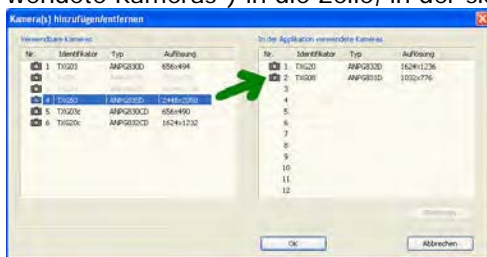 wendete Kameras") in die Zeile, in der sie
Kamera(s) hinzufügen/entfernen
Verwendbare Kameras
Nr. Identifikator Typ Auflösung
1 TXG03 ANPG830D 656x494
4 TXG50 2448x2050
5 TXG03c ANPG830CD 656x490
6 TXG20c ANPG832CD 1624x1232
In der Applikation verwendete Kameras
Nr. Identifikator Typ Auflösung
1 TXG20 ANPG832D 1624x1236
2 TXG08 ANPG831D 1032x776
3
4
5
6
7
8
9
10
11
12
OK
Abbrechen